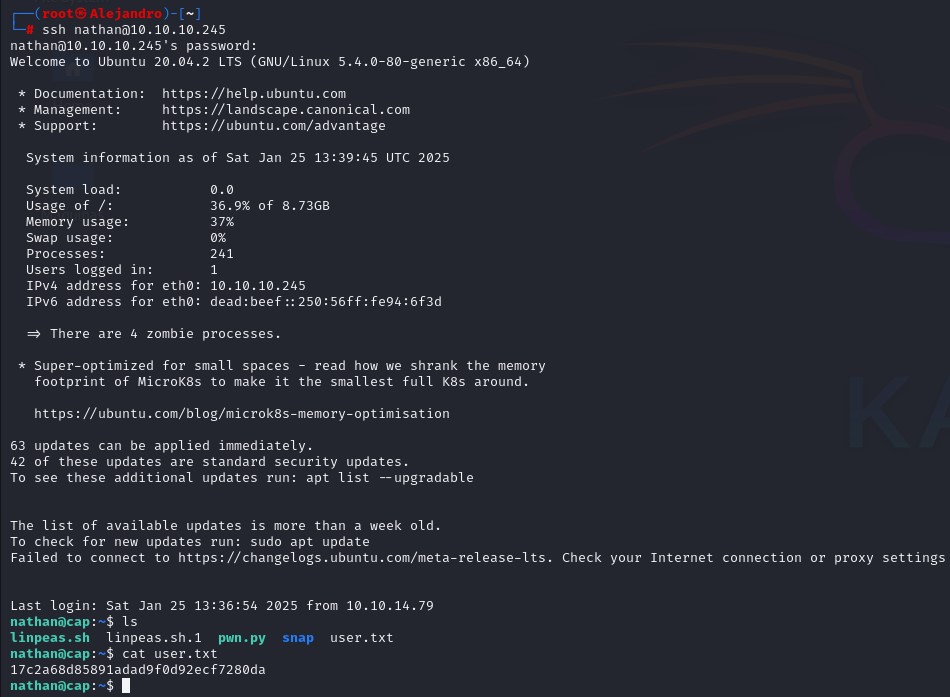 ┌──(root㉿Alejandro)-[~]
└─# ssh nathan@10.10.10.245
nathan@10.10.10.245's password:
Welcome to Ubuntu 20.04.2 LTS (GNU/Linux 5.4.0-80-generic x86_64)
* Documentation:  https://help.ubuntu.com
* Management:     https://landscape.canonical.com
* Support:        https://ubuntu.com/advantage
System information as of Sat Jan 25 13:39:45 UTC 2025
System load:           0.0
Usage of /:            36.9% of 8.73GB
Memory usage:          37%
Swap usage:            0%
Processes:             241
Users logged in:       1
IPv4 address for eth0: 10.10.10.245
IPv6 address for eth0: dead:beef::250:56ff:fe94:6f3d
=> There are 4 zombie processes.
* Super-optimized for small spaces - read how we shrank the memory
footprint of MicroK8s to make it the smallest full K8s around.
https://ubuntu.com/blog/microk8s-memory-optimisation
63 updates can be applied immediately.
42 of these updates are standard security updates.
To see these additional updates run: apt list --upgradable
The list of available updates is more than a week old.
To check for new updates run: sudo apt update
Failed to connect to https://changelogs.ubuntu.com/meta-release-lts. Check your Internet connection or proxy settings
Last login: Sat Jan 25 13:36:54 2025 from 10.10.14.79
nathan@cap:~$ ls
linpeas.sh  linpeas.sh.1  pwn.py  snap  user.txt
nathan@cap:~$ cat user.txt
17c2a68d85891adad9f0d92ecf7280da
nathan@cap:~$
KA